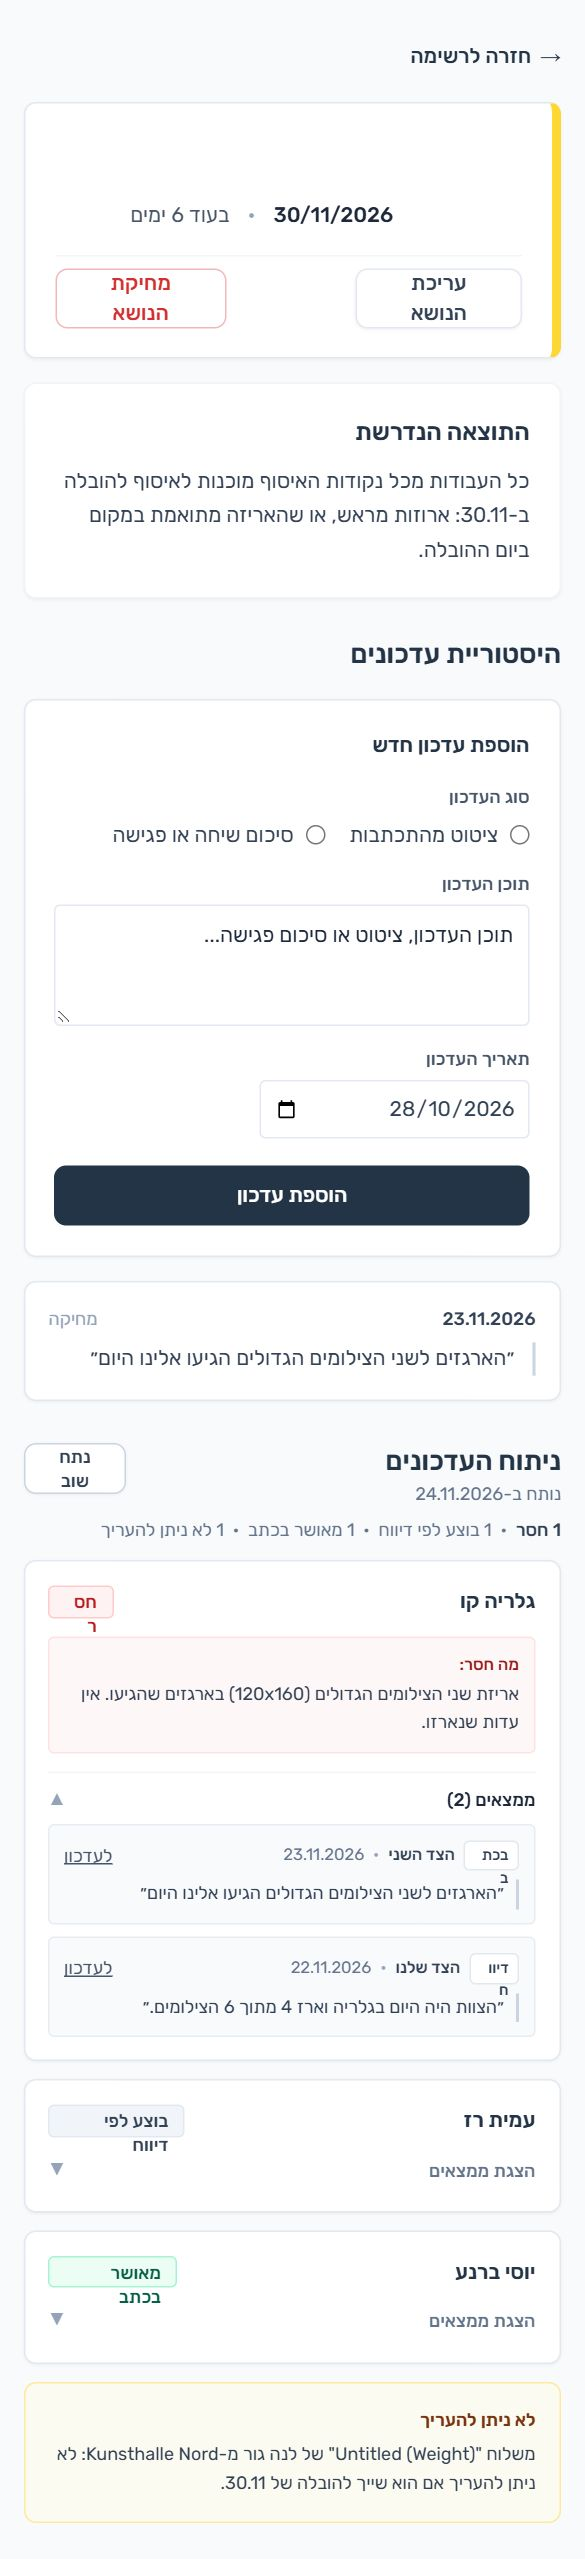 → חזרה לרשימה
30/11/2026 • בעוד 6 ימים
עריכת
הנושא
מחיקת
הנושא
התוצאה הנדרשת
כל העבודות מכל נקודות האיסוף מוכנות לאיסוף להובלה
ב-30.11: ארוזות מראש, או שהאריזה מתואמת במקום
ביום ההובלה.
היסטוריית עדכונים
הוספת עדכון חדש
סוג העדכון
ציטוט מהתכתבות
סיכום שיחה או פגישה
תוכן העדכון
תוכן העדכון, ציטוט או סיכום פגישה...
תאריך העדכון
28/10/2026
הוספת עדכון
23.11.2026
מחיקה
״הארגזים לשני הצילומים הגדולים הגיעו אלינו היום״
ניתוח העדכונים
נתח
שוב
נותח ב-24.11.2026
1 חסר • 1 בוצע לפי דיווח • 1 מאושר בכתב • 1 לא ניתן להעריך
גלריה קו
חס
ר
מה חסר:
אריזת שני הצילומים הגדולים (120x160) בארגזים שהגיעו. אין
עדות שנארזו.
ממצאים (2)
▲
בכת
ב
הצד השני • 23.11.2026
לעדכון
״הארגזים לשני הצילומים הגדולים הגיעו אלינו היום״
דיוו
ח
הצד שלנו • 22.11.2026
לעדכון
״הצוות היה היום בגלריה וארז 4 מתוך 6 הצילומים.״
עמית רז
בוצע לפי
דיווח
הצגת ממצאים
▼
יוסי ברנע
מאושר
בכתב
הצגת ממצאים
▼
לא ניתן להעריך
משלוח "Untitled (Weight)" של לנה גור מ-Kunsthalle Nord: לא
ניתן להעריך אם הוא שייך להובלה של 30.11.